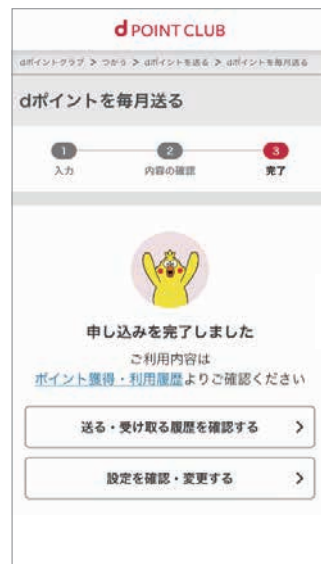 d POINT CLUB
dポイントクラブ > つかう > dポイントを送る > dポイントを毎月送る
dポイントを毎月送る
1 2 3
入力 内容の確認 完了
申し込みを完了しました
ご利用内容は
ポイント獲得・利用履歴よりご確認ください
送る・受け取る履歴を確認する >
設定を確認・変更する >